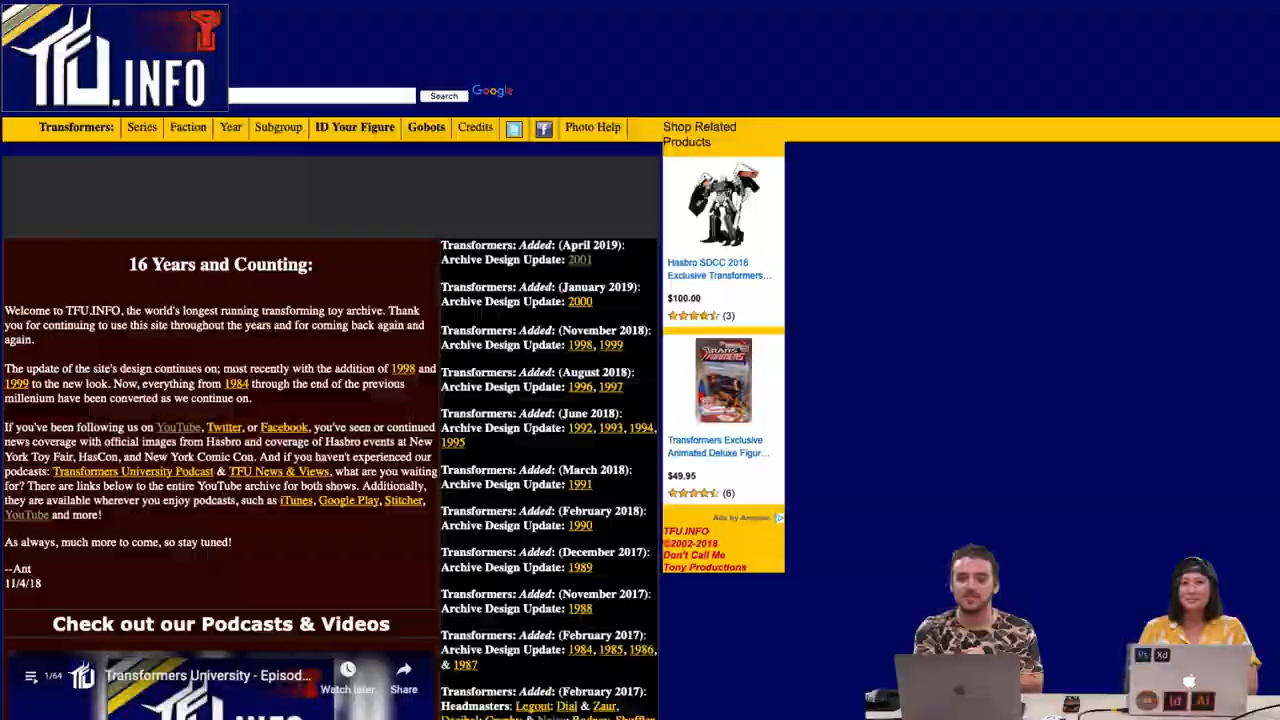 TFU.INFO
Search
Google
Transformers: Series Faction Year Subgroup ID Your Figure Gobots Credits Photo Help
Shop Related
Products
16 Years and Counting:
Welcome to TFU.INFO, the world's longest running transforming toy archive. Thank
you for continuing to use this site throughout the years and for coming back again and
again.
The update of the site's design continues on; most recently with the addition of 1998 and
1999 to the new look. Now, everything from 1984 through the end of the previous
millenium have been converted as we continue on.
If you've been following us on YouTube, Twitter, or Facebook, you've seen or continued
news coverage with official images from Hasbro and coverage of Hasbro events at New
York Toy Fair, HasCon, and New York Comic Con. And if you haven't experienced our
podcasts: Transformers University Podcast & TFU News & Views, what are you waiting
for? There are links below to the entire YouTube archive for both shows. Additionally,
they are available wherever you enjoy podcasts, such as iTunes, Google Play, Stitcher,
YouTube and more!
As always, much more to come, so stay tuned!
--Ant
11/4/18
Check out our Podcasts & Videos
1/64
Transformers University - Episod...
Watch later
Share
Transformers: Added: (April 2019):
Archive Design Update: 2001
Transformers: Added: (January 2019):
Archive Design Update: 2000
Transformers: Added: (November 2018):
Archive Design Update: 1998, 1999
Transformers: Added: (August 2018):
Archive Design Update: 1996, 1997
Transformers: Added: (June 2018):
Archive Design Update: 1992, 1993, 1994,
1995
Transformers: Added: (March 2018):
Archive Design Update: 1991
Transformers: Added: (February 2018):
Archive Design Update: 1990
Transformers: Added: (December 2017):
Archive Design Update: 1989
Transformers: Added: (November 2017):
Archive Design Update: 1988
Transformers: Added: (February 2017):
Archive Design Update: 1984, 1985, 1986,
& 1987
Transformers: Added: (February 2017):
Headmasters: Legout; Dial & Zaur,
Hasbro SDCC 2016
Exclusive Transformers...
$100.00
(3)
Transformers Exclusive
Animated Deluxe Figur...
$49.95
(6)
Ads by Amazon
TFU.INFO
©2002-2018
Don't Call Me
Tony Productions
Ps Xd
Id Ai